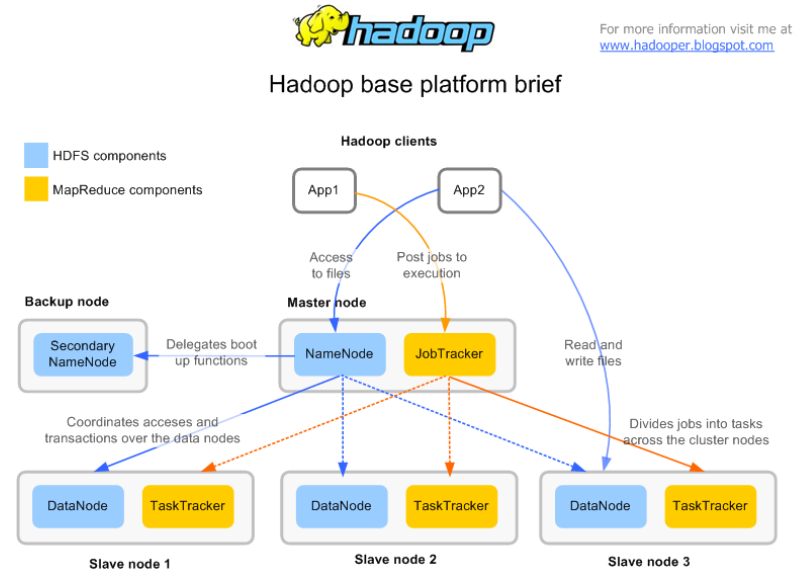 hadoop
For more information visit me at
www.hadooper.blogspot.com
Hadoop base platform brief
Hadoop clients
HDFS components
MapReduce components
App1
App2
Access
to files
Post jobs to
execution
Backup node
Master node
Secondary
NameNode
Delegates boot
up functions
NameNode
JobTracker
Read and
write files
Coordinates acceses and
transactions over the data nodes
Divides jobs into tasks
across the cluster nodes
DataNode
TaskTracker
DataNode
TaskTracker
DataNode
TaskTracker
Slave node 1
Slave node 2
Slave node 3